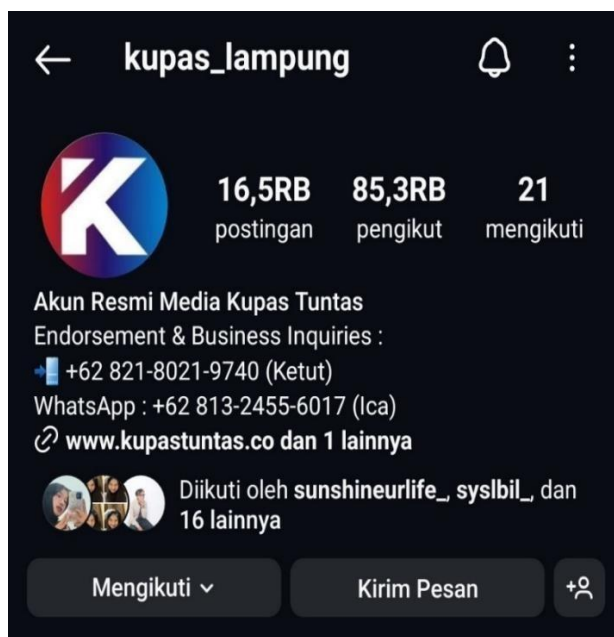 kupas_lampung
K
16,5RB 85,3RB 21
postingan pengikut mengikuti
Akun Resmi Media Kupas Tuntas
Endorsement & Business Inquiries :
+62 821-8021-9740 (Ketut)
WhatsApp : +62 813-2455-6017 (Ica)
www.kupastuntas.co dan 1 lainnya
Diikuti oleh sunshineurlife_, syslbil_, dan
16 lainnya
Mengikuti Kirim Pesan